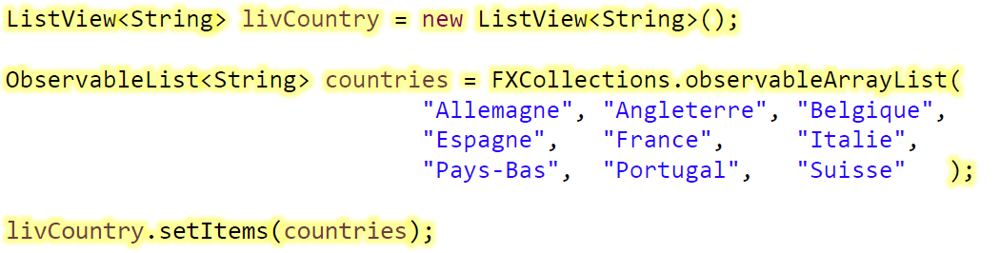 ListView<String> livCountry = new ListView<String>();
ObservableList<String> countries = FXCollections.observableArrayList(
"Allemagne", "Angleterre", "Belgique",
"Espagne", "France", "Italie",
"Pays-Bas", "Portugal", "Suisse" );
livCountry.setItems(countries);